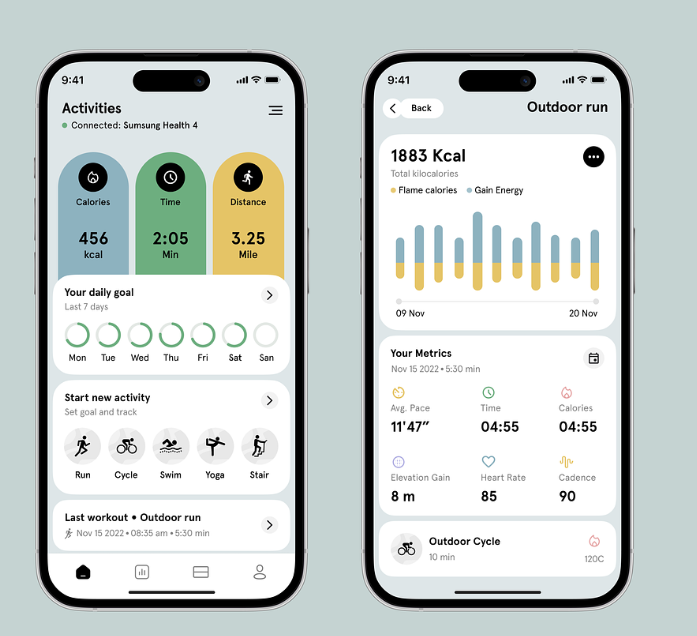 9:41
Activities
Connected: Sumsung Health 4
Calories
456
kcal
Time
2:05
Min
Distance
3.25
Mile
Your daily goal
Last 7 days
Mon Tue Wed Thu Fri Sat San
Start new activity
Set goal and track
Run Cycle Swim Yoga Stair
Last workout • Outdoor run
Nov 15 2022 • 08:35 am • 5:30 min
9:41
Back
Outdoor run
1883 Kcal
Total kilocalories
Flame calories Gain Energy
09 Nov 20 Nov
Your Metrics
Nov 15 2022 • 5:30 min
Avg. Pace
11'47”
Time
04:55
Calories
04:55
Elevation Gain
8 m
Heart Rate
85
Cadence
90
Outdoor Cycle
10 min
120C